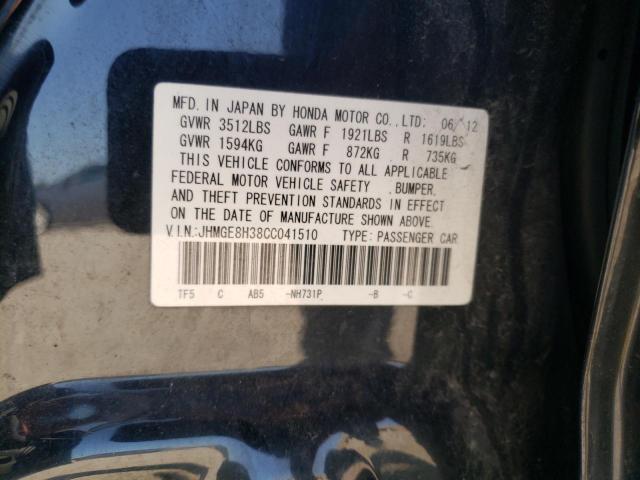 MFD. IN JAPAN BY HONDA MOTOR CO., LTD: 06/12
GVWR 3512LBS GAWR F 1921LBS R 1619LBS
GVWR 1594KG GAWR F 872KG R 735KG
THIS VEHICLE CONFORMS TO ALL APPLICABLE
FEDERAL MOTOR VEHICLE SAFETY, BUMPER,
AND THEFT PREVENTION STANDARDS IN EFFECT
ON THE DATE OF MANUFACTURE SHOWN ABOVE.
V.I.N.:JHMGE8H38CC041510 TYPE: PASSENGER CAR
TF5 C AB5 -NH731P -B -C